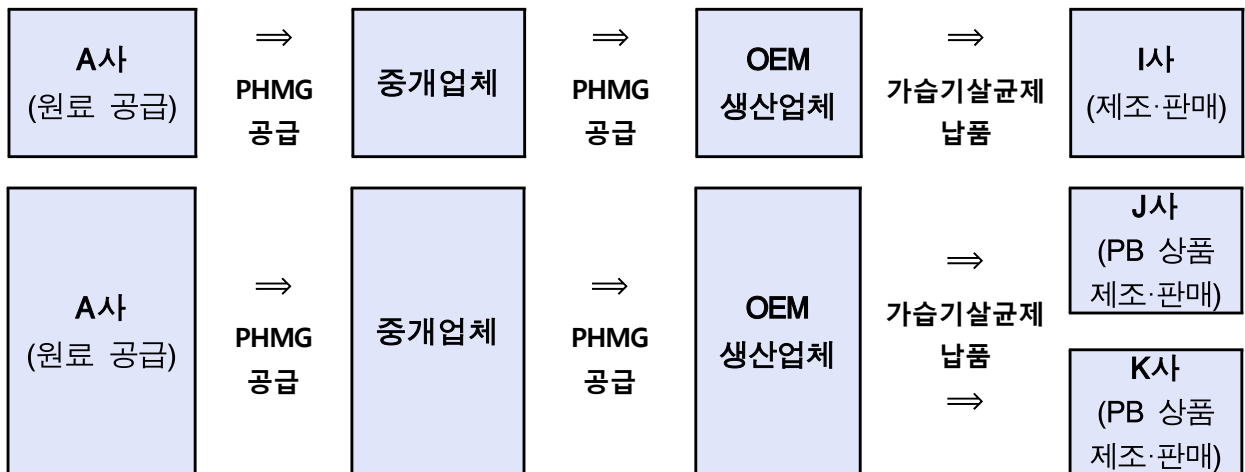 A사
(원료 공급)
⇒
PHMG
공급
중개업체
⇒
PHMG
공급
OEM
생산업체
⇒
가습기살균제
납품
I사
(제조·판매)
A사
(원료 공급)
⇒
PHMG
공급
중개업체
⇒
PHMG
공급
OEM
생산업체
⇒
가습기살균제
납품
⇒
J사
(PB 상품
제조·판매)
K사
(PB 상품
제조·판매)